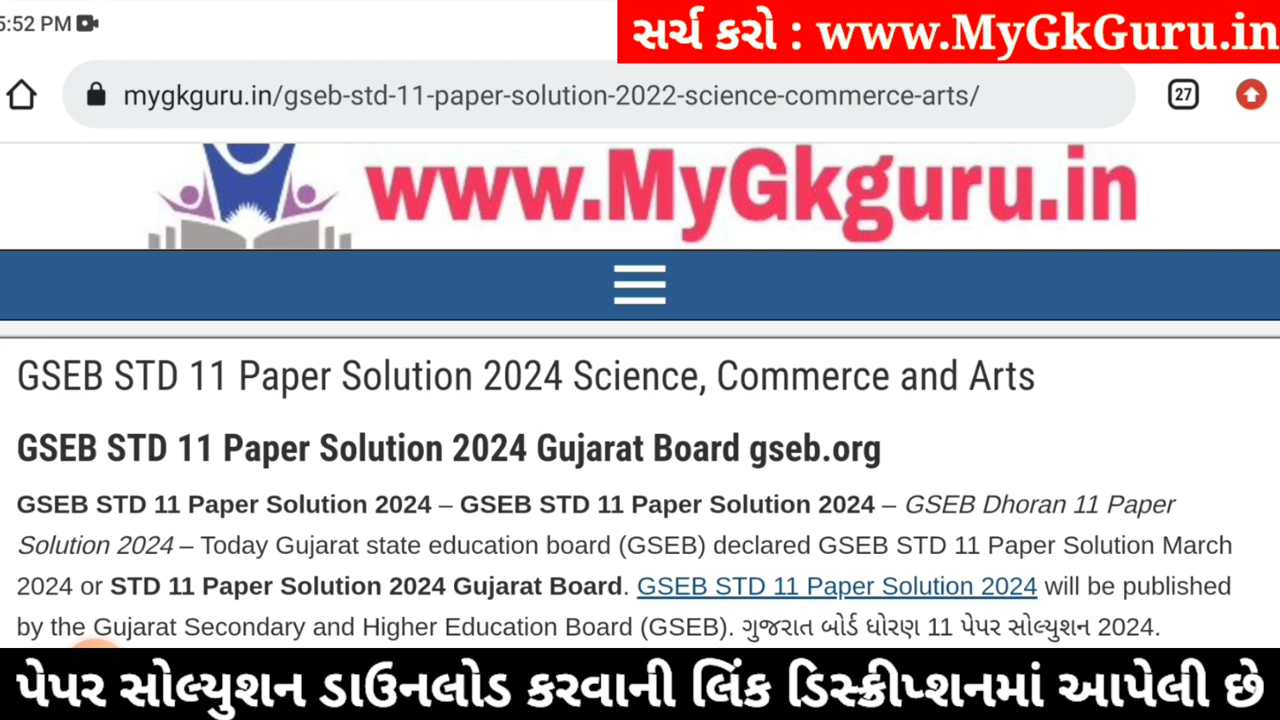 5:52 PM
સર્ચ કરો : www.MyGkGuru.in
mygkguru.in/gseb-std-11-paper-solution-2022-science-commerce-arts/
27
www.MyGkguru.in
GSEB STD 11 Paper Solution 2024 Science, Commerce and Arts
GSEB STD 11 Paper Solution 2024 Gujarat Board gseb.org
GSEB STD 11 Paper Solution 2024 – GSEB STD 11 Paper Solution 2024 – GSEB Dhoran 11 Paper
Solution 2024 – Today Gujarat state education board (GSEB) declared GSEB STD 11 Paper Solution March
2024 or STD 11 Paper Solution 2024 Gujarat Board. GSEB STD 11 Paper Solution 2024 will be published
by the Gujarat Secondary and Higher Education Board (GSEB). ગુજરાત બોર્ડ ધોરણ 11 પેપર સોલ્યુશન 2024.
પેપર સોલ્યુશન ડાઉનલોડ કરવાની લિંક ડિસ્ક્રીપ્શનમાં આપેલી છે